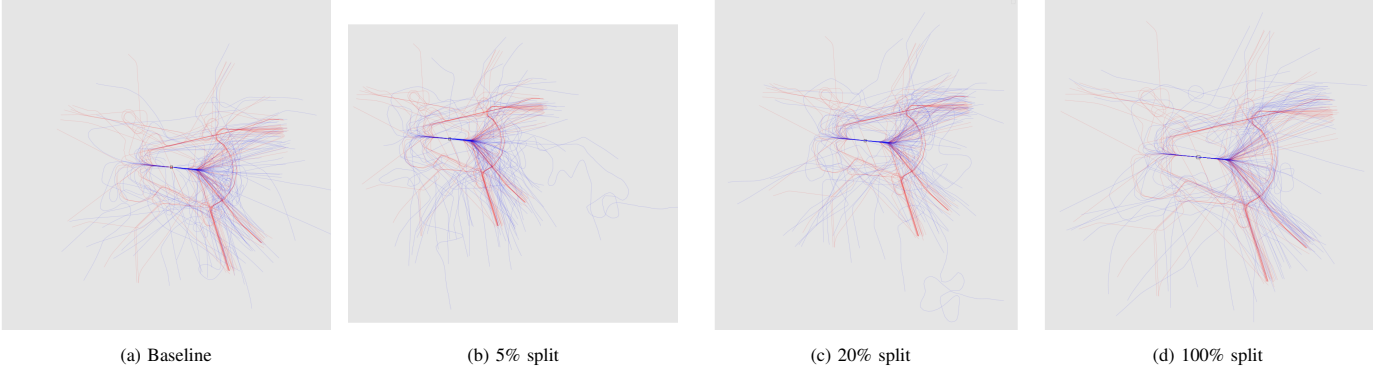 (a) Baseline
(b) 5% split
(c) 20% split
(d) 100% split